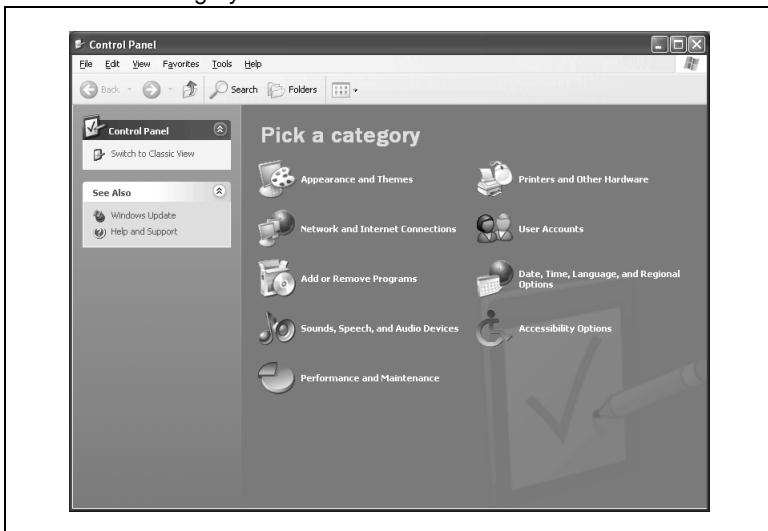 Control Panel
File Edit View Favorites Tools Help
Back Search Folders
Control Panel
Switch to Classic View
See Also
Windows Update
Help and Support
Pick a category
Appearance and Themes
Printers and Other Hardware
Network and Internet Connections
User Accounts
Add or Remove Programs
Date, Time, Language, and Regional
Options
Sounds, Speech, and Audio Devices
Accessibility Options
Performance and Maintenance